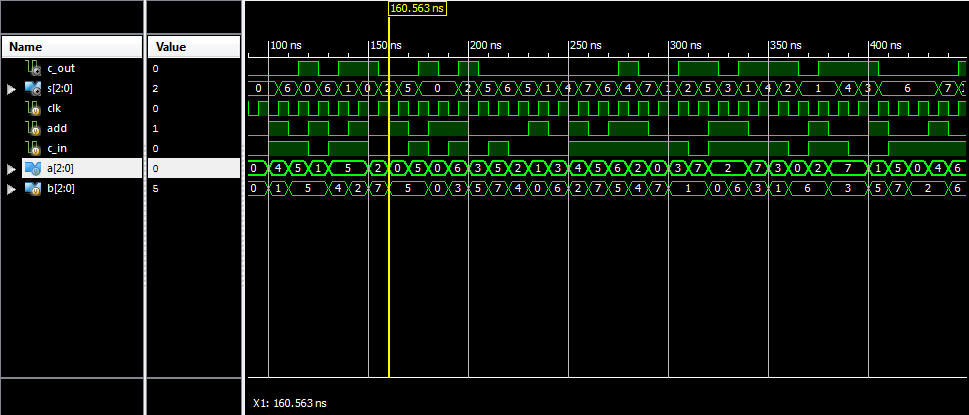 160.563 ns
Name Value 100 ns 150 ns 200 ns 250 ns 300 ns 350 ns 400 ns
c_out 0
s[2:0] 2 0 6 0 6 1 0 2 5 0 2 5 6 5 1 4 7 6 4 7 1 2 5 3 1 4 2 1 4 3 6 7 2
clk 0
add 1
c_in 0
a[2:0] 0 0 4 5 1 5 2 0 5 0 6 3 5 2 1 3 0 1 2 5 6 0 3 7 2 7 3 0 2 7 1 5 0 4 6
b[2:0] 5 0 1 5 4 2 7 5 0 3 5 7 4 0 6 2 7 5 4 7 1 0 6 3 1 6 3 5 7 2 6
X1: 160.563 ns